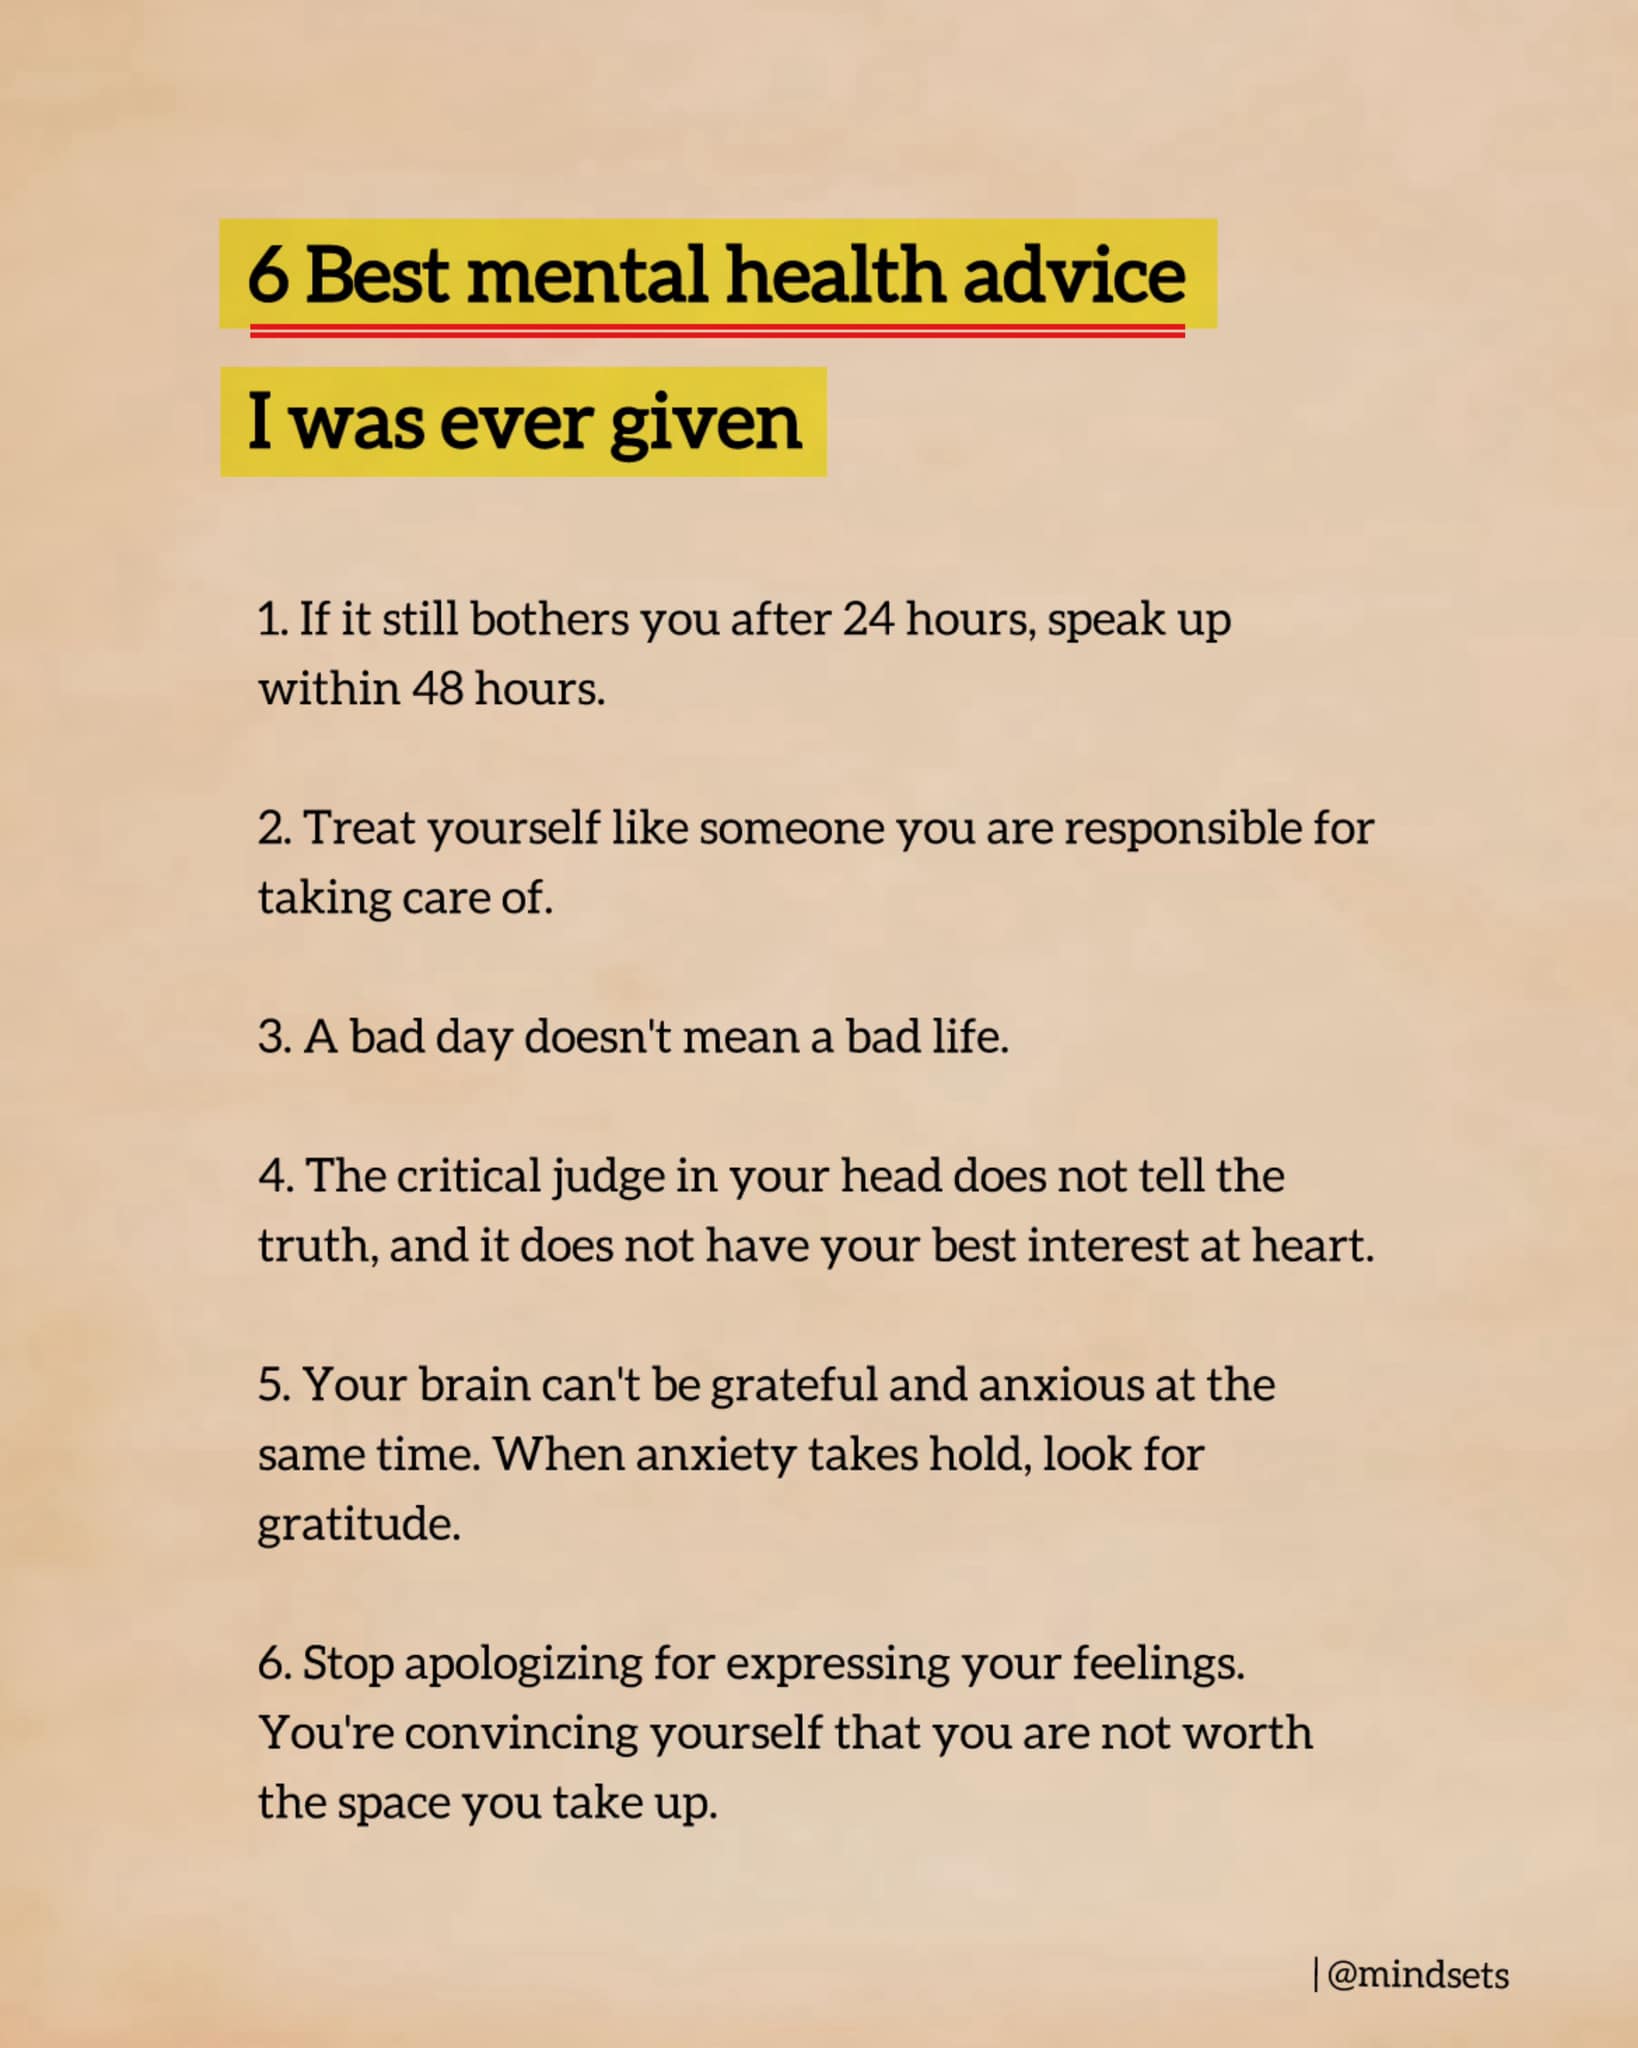 6 Best mental health advice
I was ever given
1. If it still bothers you after 24 hours, speak up
within 48 hours.
2. Treat yourself like someone you are responsible for
taking care of.
3. A bad day doesn't mean a bad life.
4. The critical judge in your head does not tell the
truth, and it does not have your best interest at heart.
5. Your brain can't be grateful and anxious at the
same time. When anxiety takes hold, look for
gratitude.
6. Stop apologizing for expressing your feelings.
You're convincing yourself that you are not worth
the space you take up.
|@mindsets